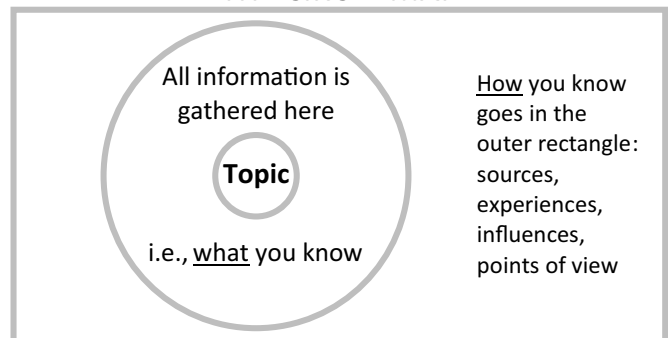 All information is
gathered here
Topic
i.e., what you know
How you know
goes in the
outer rectangle:
sources,
experiences,
influences,
points of view